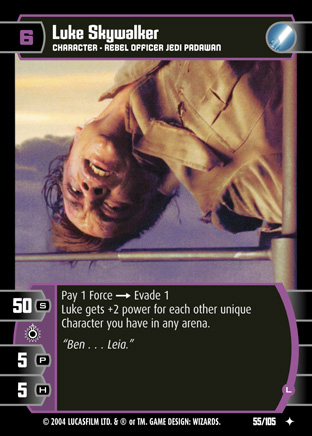 6
Luke Skywalker
CHARACTER - REBEL OFFICER JEDI PADAWAN
50 S
5 P
5 H
Pay 1 Force → Evade 1
Luke gets +2 power for each other unique
Character you have in any arena.
“Ben . . . Leia.”
L
© 2004 LUCASFILM LTD. & ® or TM. GAME DESIGN: WIZARDS.
55/105